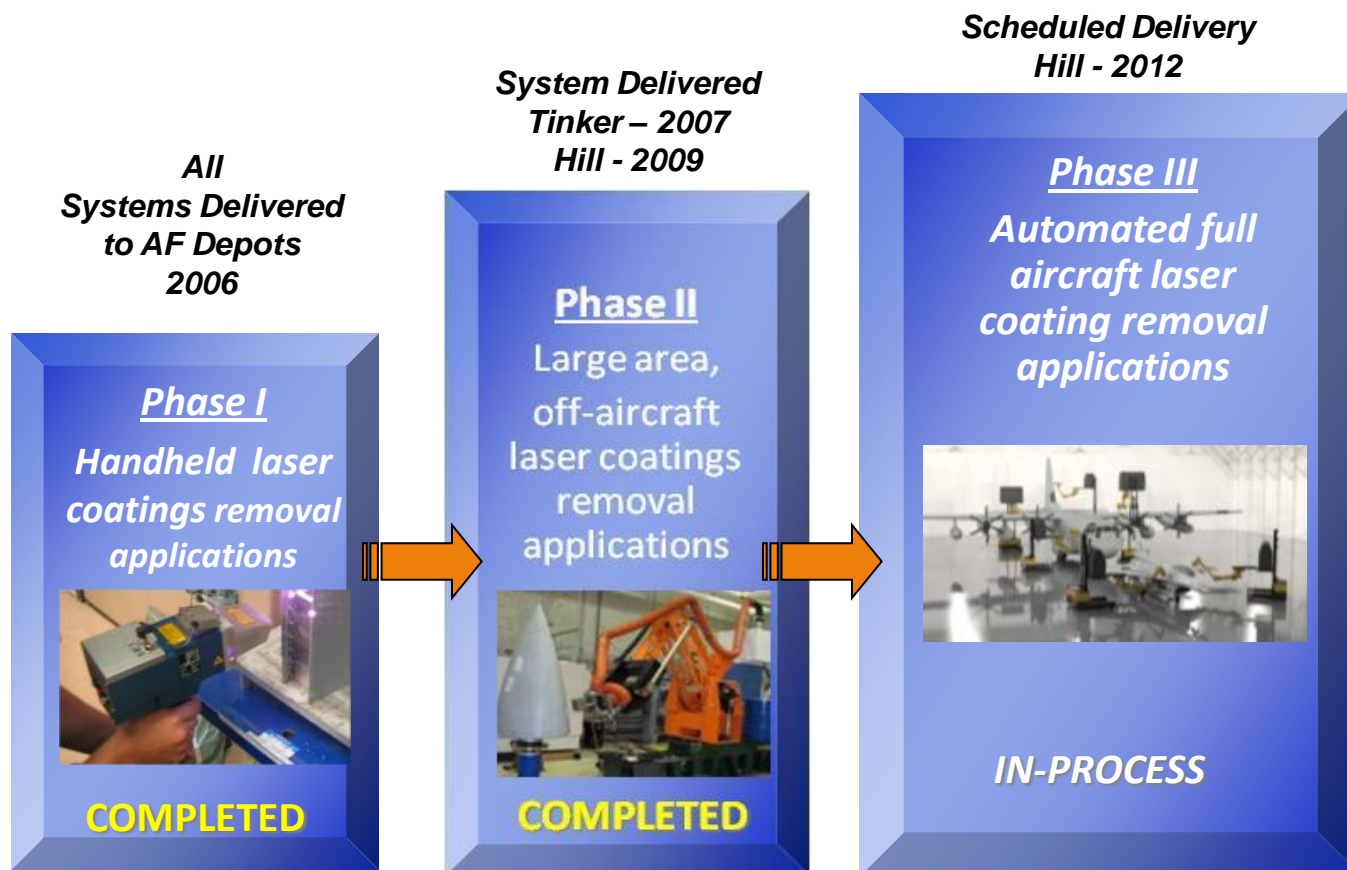 All
Systems Delivered
to AF Depots
2006
Phase I
Handheld laser
coatings removal
applications
COMPLETED
System Delivered
Tinker – 2007
Hill - 2009
Phase II
Large area,
off-aircraft
laser coatings
removal
applications
COMPLETED
Scheduled Delivery
Hill - 2012
Phase III
Automated full
aircraft laser
coating removal
applications
IN-PROCESS